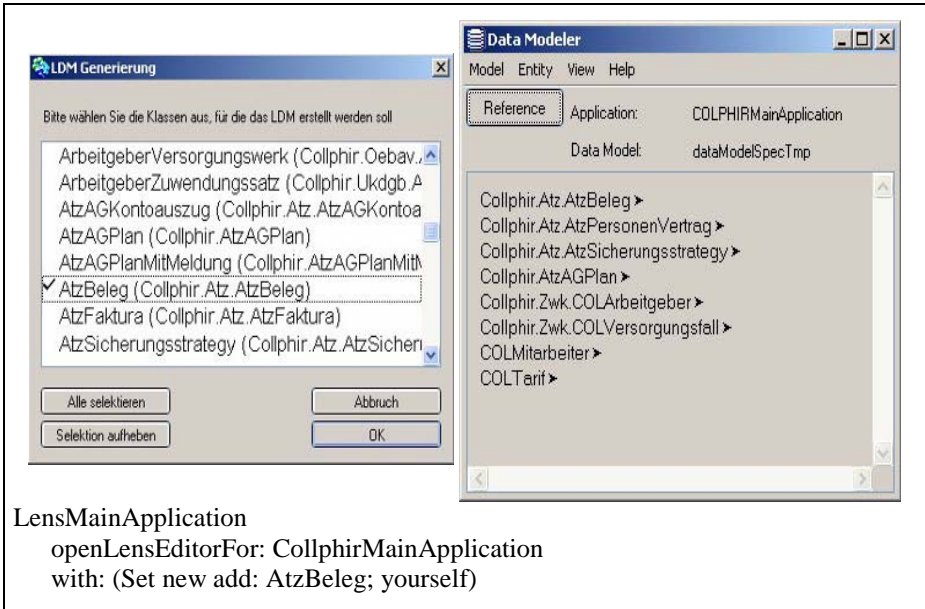 LDM Generierung
Bitte wählen Sie die Klassen aus, für die das LDM erstellt werden soll
ArbeitgeberVersorgungswerk (Collphir.Oebav.
ArbeitgeberZuwendungssatz (Collphir.Ukdgb.A
AtzAGKontoauszug (Collphir.Atz.AtzAGKontoa
AtzAGPlan (Collphir.AtzAGPlan)
AtzAGPlanMitMeldung (Collphir.AtzAGPlanMit
AtzBeleg (Collphir.Atz.AtzBeleg)
AtzFaktura (Collphir.Atz.AtzFaktura)
AtzSicherungsstrategy (Collphir.Atz.AtzSicher
Alle selektieren
Abbruch
Selektion aufheben
OK
Data Modeler
Model Entity View Help
Reference
Application: COLPHIRMainApplication
Data Model: dataModelSpecTmp
Collphir.Atz.AtzBeleg
Collphir.Atz.AtzPersonenVertrag
Collphir.Atz.AtzSicherungsstrategy
Collphir.AtzAGPlan
Collphir.Zwk.COLArbeitgeber
Collphir.Zwk.COLVersorgungsfall
COLMitarbeiter
COLTarif
LensMainApplication
openLensEditorFor: CollphirMainApplication
with: (Set new add: AtzBeleg; yourself)